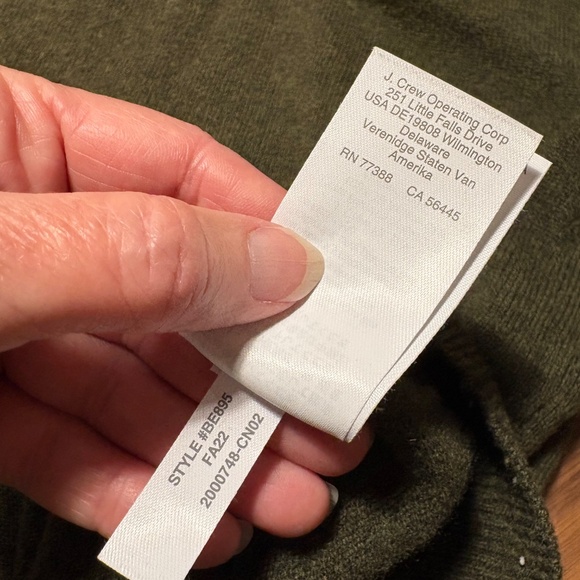 J. Crew Operating Corp
251 Little Falls Drive
USA DE19808 Wilmington
Delaware
Verenidge Staten Van
Amerika
RN 77388 CA 56445
STYLE #BE895
FA22
2000748-CN02